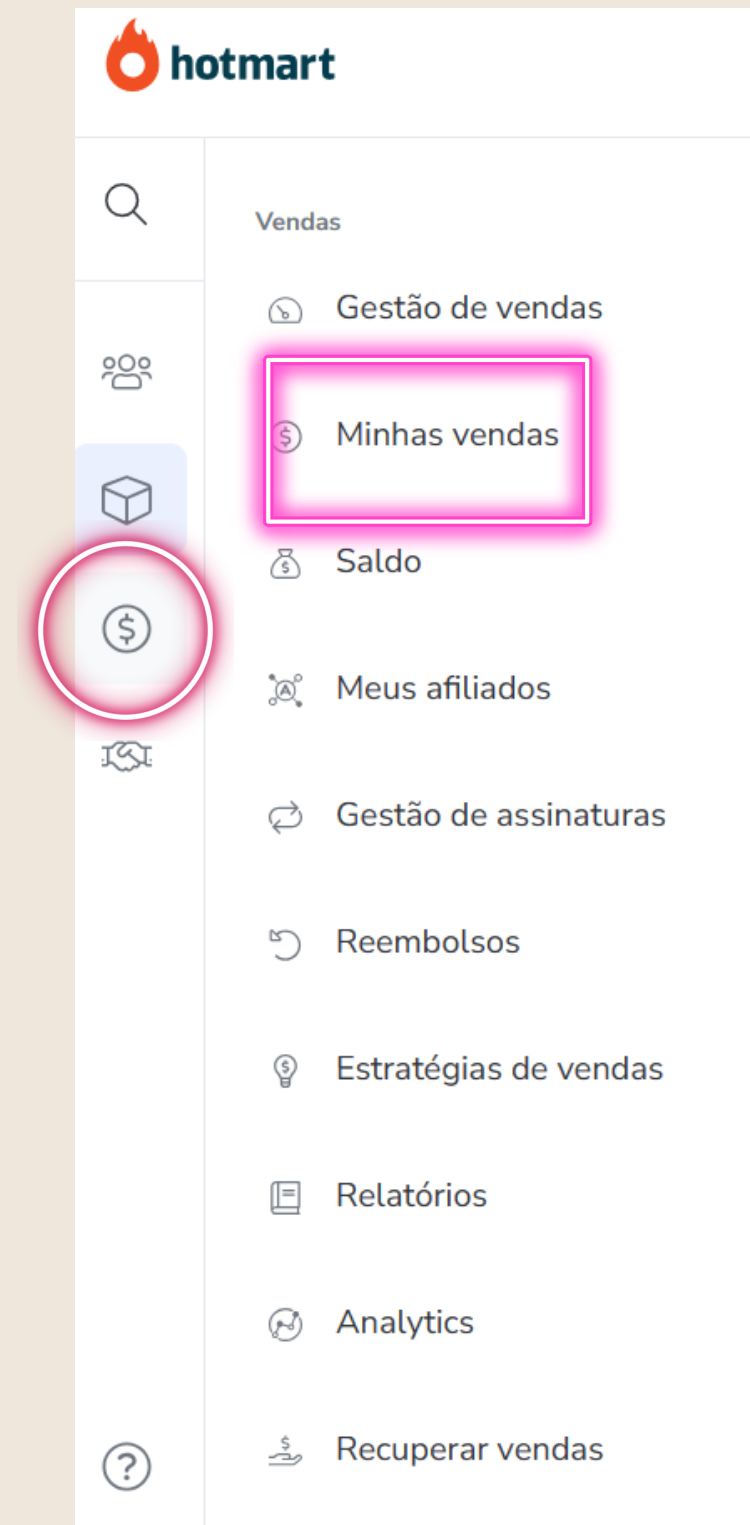 hotmart
Vendas
Gestão de vendas
Minhas vendas
Saldo
Meus afiliados
Gestão de assinaturas
Reembolsos
Estratégias de vendas
Relatórios
Analytics
Recuperar vendas